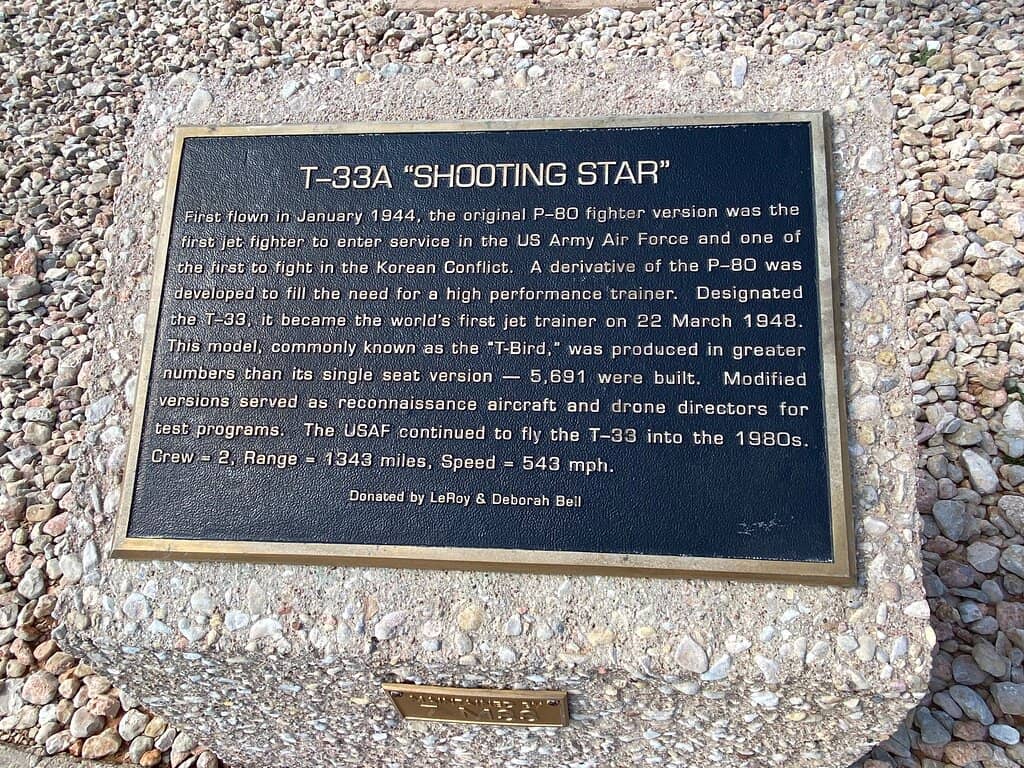 T-33A “SHOOTING STAR”
First flown in January 1944, the original P-80 fighter version was the
first jet fighter to enter service in the US Army Air Force and one of
the first to fight in the Korean Conflict. A derivative of the P-80 was
developed to fill the need for a high performance trainer. Designated
the T-33, it became the world's first jet trainer on 22 March 1948.
This model, commonly known as the "T-Bird," was produced in greater
numbers than its single seat version — 5,691 were built. Modified
versions served as reconnaissance aircraft and drone directors for
test programs. The USAF continued to fly the T-33 into the 1980s.
Crew = 2, Range = 1343 miles, Speed = 543 mph.
Donated by LeRoy & Deborah Bell